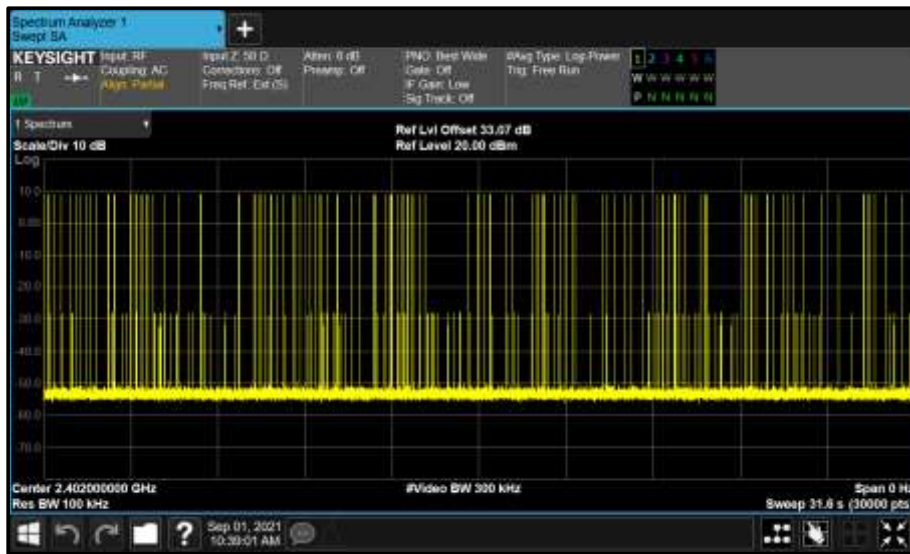 Spectrum Analyzer 1
Swept SA
KEYSIGHT
R T
Input: RF
Coupling: AC
Align: Partial
Input Z: 50 Ω
Corrections: Off
Freq Ref: Ext (S)
Atten: 0 dB
Preamp: Off
PNO: Best Wide
Gate: Off
IF Gain: Low
Sig Track: Off
#Avg Type: Log-Power
Trig: Free Run
1 2 3 4 5 6
W W W W W W
P N N N N N
1 Spectrum
Scale/Div 10 dB
Log
Ref Lvl Offset 33.07 dB
Ref Level 20.00 dBm
10.0
0.00
-10.0
-20.0
-30.0
-40.0
-50.0
-60.0
-70.0
Center 2.402000000 GHz
#Video BW 300 kHz
Span 0 Hz
Res BW 100 kHz
Sweep 31.6 s (30000 pts)
Sep 01, 2021
10:39:01 AM